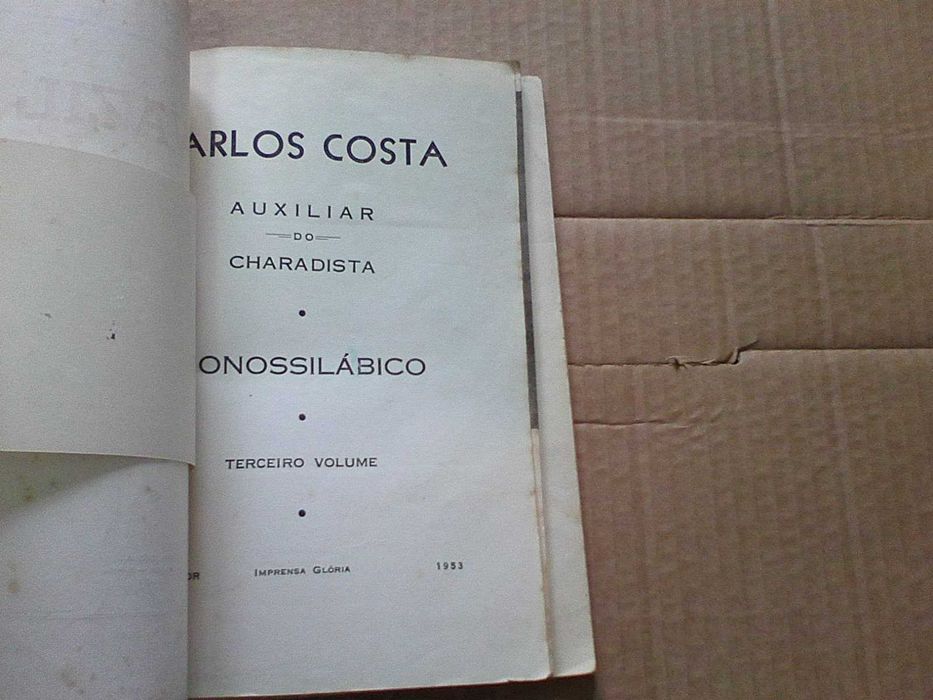 ARLOS COSTA
AUXILIAR
DO
CHARADISTA
ONOSSILÁBICO
TERCEIRO VOLUME
OR IMPRENSA GLÓRIA 1953